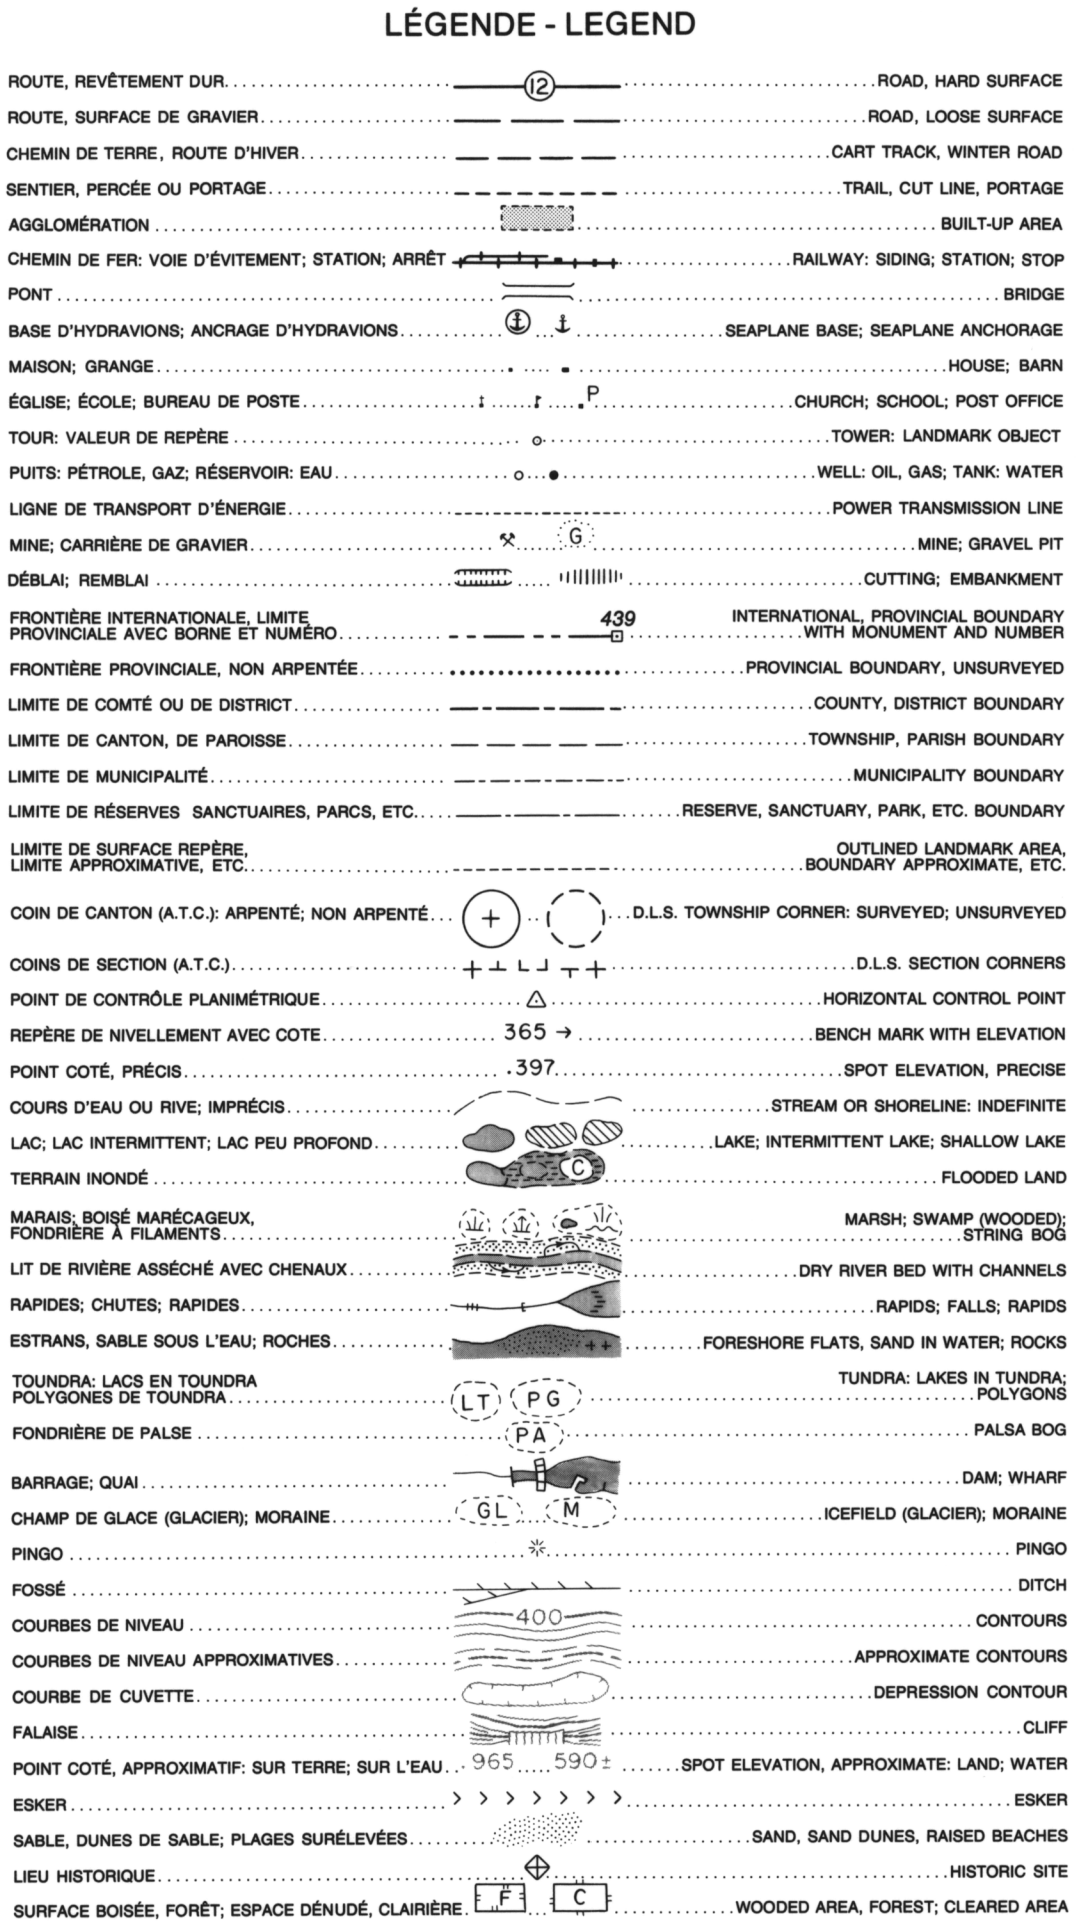 LÉGENDE - LEGEND
ROUTE, REVÊTEMENT DUR 12 ROAD, HARD SURFACE
ROUTE, SURFACE DE GRAVIER ROAD, LOOSE SURFACE
CHEMIN DE TERRE, ROUTE D'HIVER CART TRACK, WINTER ROAD
SENTIER, PERCÉE OU PORTAGE TRAIL, CUT LINE, PORTAGE
AGGLOMÉRATION BUILT-UP AREA
CHEMIN DE FER: VOIE D'ÉVITEMENT; STATION; ARRÊT RAILWAY: SIDING; STATION; STOP
PONT BRIDGE
BASE D'HYDRAVIONS; ANCRAGE D'HYDRAVIONS SEAPLANE BASE; SEAPLANE ANCHORAGE
MAISON; GRANGE HOUSE; BARN
ÉGLISE; ÉCOLE; BUREAU DE POSTE P CHURCH; SCHOOL; POST OFFICE
TOUR: VALEUR DE REPÈRE TOWER: LANDMARK OBJECT
PUITS: PÉTROLE, GAZ; RÉSERVOIR: EAU WELL: OIL, GAS; TANK: WATER
LIGNE DE TRANSPORT D'ÉNERGIE POWER TRANSMISSION LINE
MINE; CARRIÈRE DE GRAVIER G MINE; GRAVEL PIT
DÉBLAI; REMBLAI CUTTING; EMBANKMENT
FRONTIÈRE INTERNATIONALE, LIMITE 439 INTERNATIONAL, PROVINCIAL BOUNDARY
PROVINCIALE AVEC BORNE ET NUMÉRO WITH MONUMENT AND NUMBER
FRONTIÈRE PROVINCIALE, NON ARPENTÉE PROVINCIAL BOUNDARY, UNSURVEYED
LIMITE DE COMTÉ OU DE DISTRICT COUNTY, DISTRICT BOUNDARY
LIMITE DE CANTON, DE PAROISSE TOWNSHIP, PARISH BOUNDARY
LIMITE DE MUNICIPALITÉ MUNICIPALITY BOUNDARY
LIMITE DE RÉSERVES SANCTUAIRES, PARCS, ETC. RESERVE, SANCTUARY, PARK, ETC. BOUNDARY
LIMITE DE SURFACE REPÈRE, OUTLINED LANDMARK AREA,
LIMITE APPROXIMATIVE, ETC. BOUNDARY APPROXIMATE, ETC.
COIN DE CANTON (A.T.C.): ARPENTÉ; NON ARPENTÉ D.L.S. TOWNSHIP CORNER: SURVEYED; UNSURVEYED
COINS DE SECTION (A.T.C.) D.L.S. SECTION CORNERS
POINT DE CONTRÔLE PLANIMÉTRIQUE HORIZONTAL CONTROL POINT
REPÈRE DE NIVELLEMENT AVEC COTE 365 → BENCH MARK WITH ELEVATION
POINT COTÉ, PRÉCIS .397 SPOT ELEVATION, PRECISE
COURS D'EAU OU RIVE; IMPRÉCIS STREAM OR SHORELINE: INDEFINITE
LAC; LAC INTERMITTENT; LAC PEU PROFOND LAKE; INTERMITTENT LAKE; SHALLOW LAKE
TERRAIN INONDÉ C FLOODED LAND
MARAIS; BOISÉ MARÉCAGEUX, MARSH; SWAMP (WOODED);
FONDRIÈRE À FILAMENTS STRING BOG
LIT DE RIVIÈRE ASSÉCHÉ AVEC CHENAUX DRY RIVER BED WITH CHANNELS
RAPIDES; CHUTES; RAPIDES RAPIDS; FALLS; RAPIDS
ESTRANS, SABLE SOUS L'EAU; ROCHES FORESHORE FLATS, SAND IN WATER; ROCKS
TOUNDRA: LACS EN TOUNDRA TUNDRA: LAKES IN TUNDRA;
POLYGONES DE TOUNDRA LT PG POLYGONS
FONDRIÈRE DE PALSE PA PALSA BOG
BARRAGE; QUAI DAM; WHARF
CHAMP DE GLACE (GLACIER); MORAINE GL M ICEFIELD (GLACIER); MORAINE
PINGO PINGO
FOSSÉ DITCH
COURBES DE NIVEAU 400 CONTOURS
COURBES DE NIVEAU APPROXIMATIVES APPROXIMATE CONTOURS
COURBE DE CUVETTE DEPRESSION CONTOUR
FALAISE CLIFF
POINT COTÉ, APPROXIMATIF: SUR TERRE; SUR L'EAU .965 590± SPOT ELEVATION, APPROXIMATE: LAND; WATER
ESKER ESKER
SABLE, DUNES DE SABLE; PLAGES SURÉLEVÉES SAND, SAND DUNES, RAISED BEACHES
LIEU HISTORIQUE HISTORIC SITE
SURFACE BOISÉE, FORÊT; ESPACE DÉNUDÉ, CLAIRIÈRE F C WOODED AREA, FOREST; CLEARED AREA